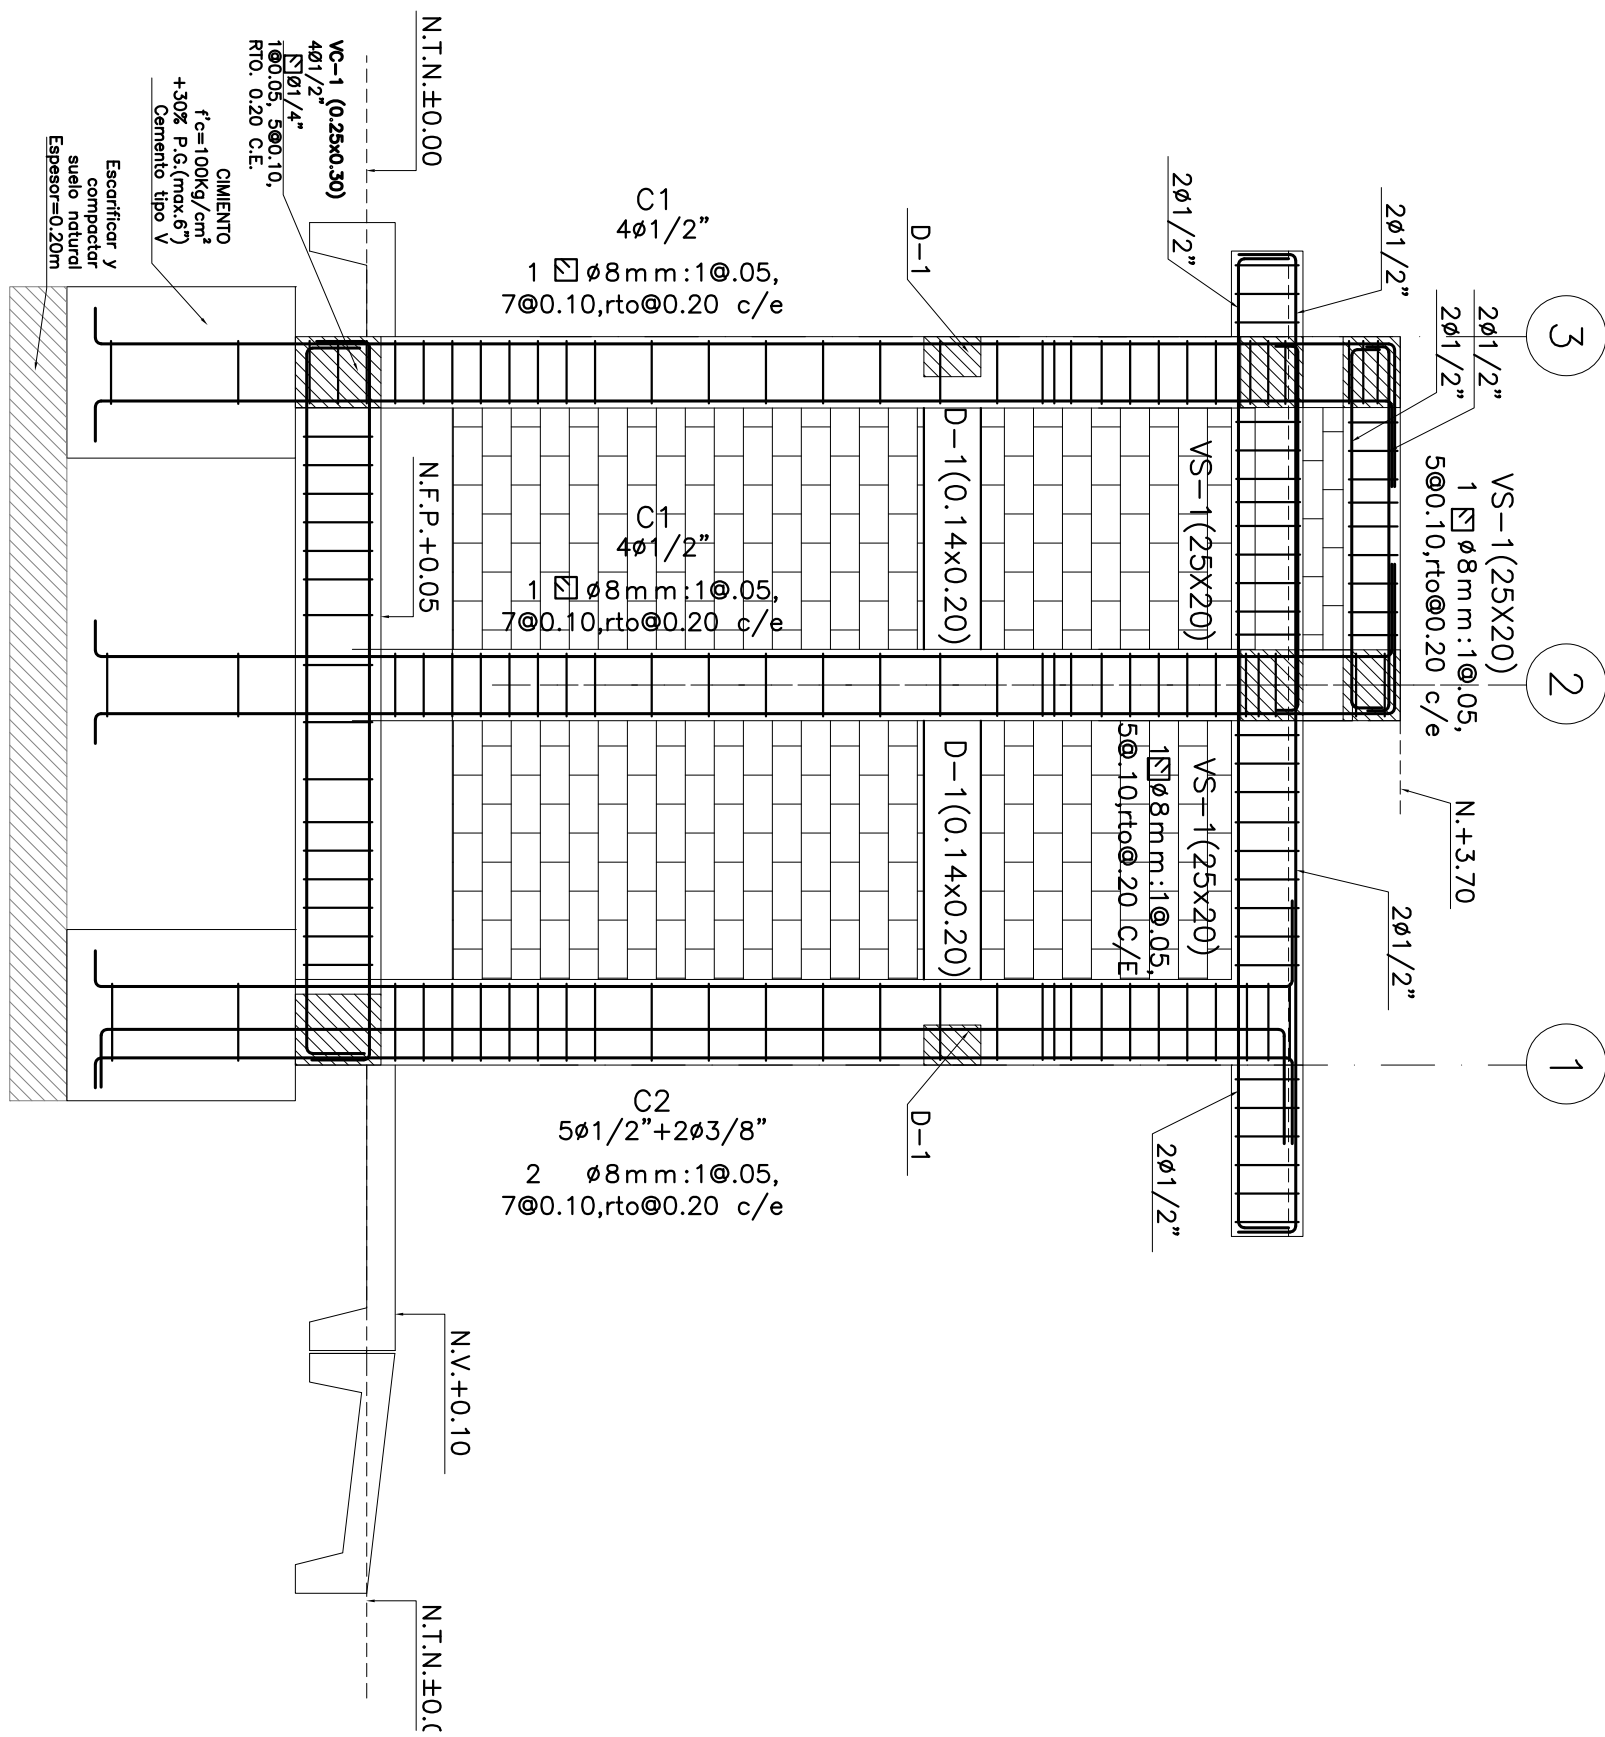 3
2
1
2ø1/2"
2ø1/2"
2ø1/2"
2ø1/2"
VS-1(25X20)
1 ø8mm:1@.05,
5@0.10,rto@0.20 c/e
N.+3.70
2ø1/2"
2ø1/2"
VS-1(25X20)
VS-1(25x20)
1 ø8mm:1@.05,
5@.10,rto@.20 C/E
D-1
D-1(0.14x0.20)
D-1(0.14x0.20)
D-1
C1
4ø1/2"
1 ø8mm:1@.05,
7@0.10,rto@0.20 c/e
C1
4ø1/2"
1 ø8mm:1@.05,
7@0.10,rto@0.20 c/e
C2
5ø1/2"+2ø3/8"
2 ø8mm:1@.05,
7@0.10,rto@0.20 c/e
N.T.N.±0.00
N.F.P.+0.05
N.V.+0.10
N.T.N.±0.0
VC-1 (0.25x0.30)
4Ø1/2"
Ø1/4"
1@0.05, 5@0.10,
RTO. 0.20 C.E.
CIMIENTO
f'c=100Kg/cm²
+30% P.G.(max.6")
Cemento tipo V
Escarificar y
compactar
suelo natural
Espesor=0.20m